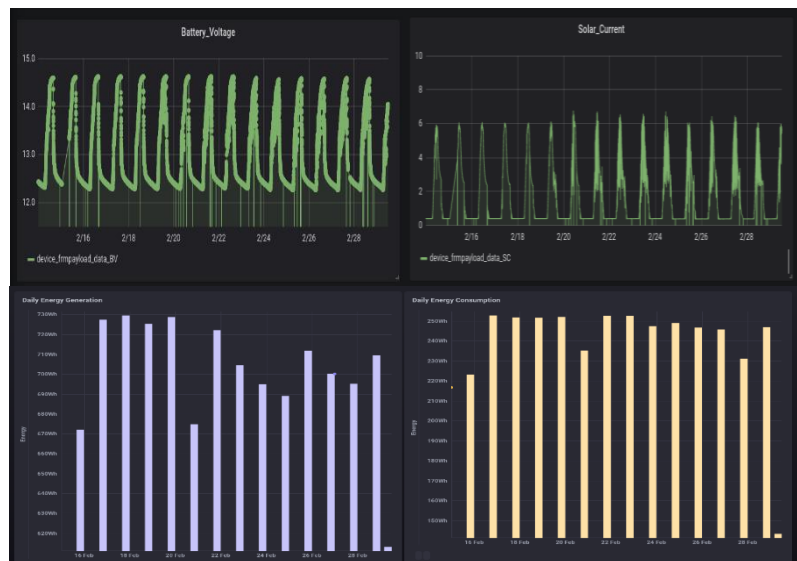 Battery_Voltage
15.0
14.0
13.0
12.0
2/16 2/18 2/20 2/22 2/24 2/26 2/28
device_frmpayload_data_BV
Solar_Current
10
8
6
4
2
0
2/16 2/18 2/20 2/22 2/24 2/26 2/28
device_frmpayload_data_SC
Daily Energy Generation
730Wh
720Wh
710Wh
700Wh
690Wh
680Wh
670Wh
660Wh
650Wh
640Wh
630Wh
620Wh
Energy
16 Feb 18 Feb 20 Feb 22 Feb 24 Feb 26 Feb 28 Feb
Daily Energy Consumption
250Wh
240Wh
230Wh
220Wh
210Wh
200Wh
190Wh
180Wh
170Wh
160Wh
150Wh
Energy
16 Feb 18 Feb 20 Feb 22 Feb 24 Feb 26 Feb 28 Feb